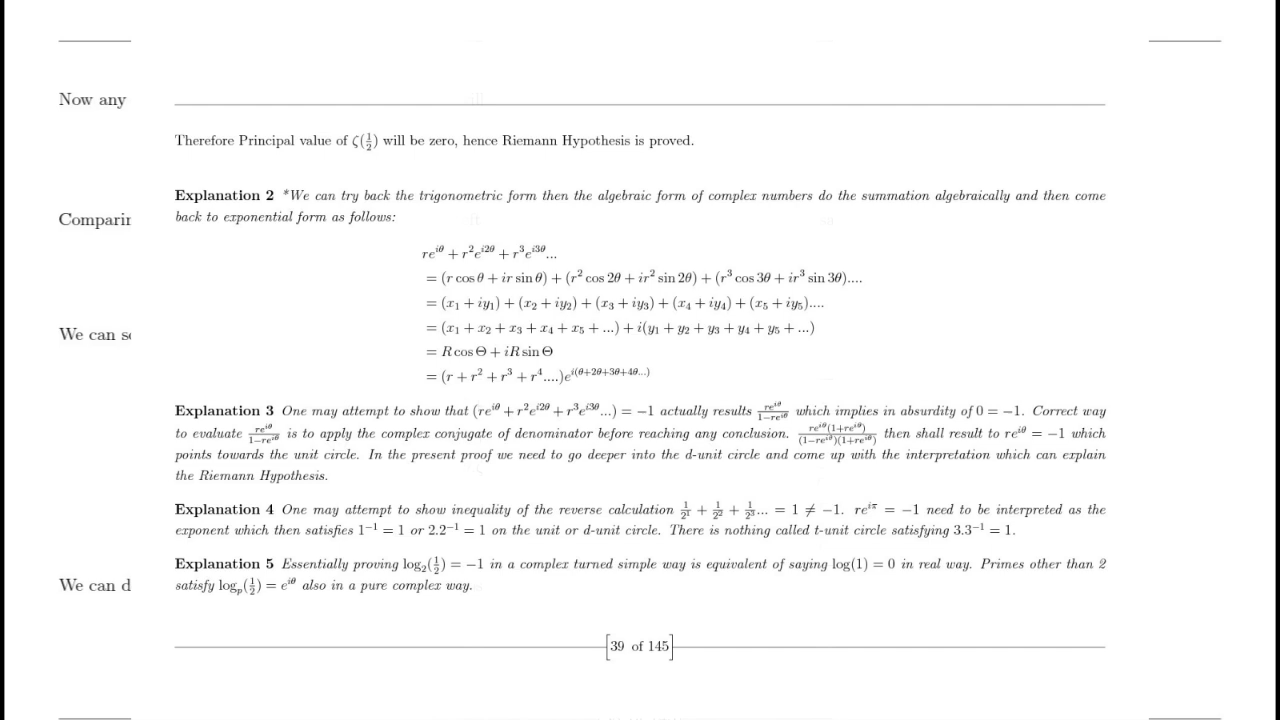 Now any
Therefore Principal value of ζ(1/2) will be zero, hence Riemann Hypothesis is proved.
Explanation 2 *We can try back the trigonometric form then the algebraic form of complex numbers do the summation algebraically and then come
Comparin
back to exponential form as follows:
re^{iθ} + r^2e^{i2θ} + r^3e^{i3θ}...
= (r cos θ + ir sin θ) + (r^2 cos 2θ + ir^2 sin 2θ) + (r^3 cos 3θ + ir^3 sin 3θ)....
= (x_1 + iy_1) + (x_2 + iy_2) + (x_3 + iy_3) + (x_4 + iy_4) + (x_5 + iy_5)....
We can se
= (x_1 + x_2 + x_3 + x_4 + x_5 + ...) + i(y_1 + y_2 + y_3 + y_4 + y_5 + ...)
= R cos Θ + iR sin Θ
= (r + r^2 + r^3 + r^4....)e^{i(θ+2θ+3θ+4θ...)}
Explanation 3 One may attempt to show that (re^{iθ} + r^2e^{i2θ} + r^3e^{i3θ}...) = −1 actually results re^{iθ}/(1−re^{iθ}) which implies in absurdity of 0 = −1. Correct way
to evaluate re^{iθ}/(1−re^{iθ}) is to apply the complex conjugate of denominator before reaching any conclusion. re^{iθ}(1+re^{iθ})/((1−re^{iθ})(1+re^{iθ})) then shall result to re^{iθ} = −1 which
points towards the unit circle. In the present proof we need to go deeper into the d-unit circle and come up with the interpretation which can explain
the Riemann Hypothesis.
Explanation 4 One may attempt to show inequality of the reverse calculation 1/2^1 + 1/2^2 + 1/2^3... = 1 ≠ −1. re^{iπ} = −1 need to be interpreted as the
exponent which then satisfies 1^{−1} = 1 or 2.2^{−1} = 1 on the unit or d-unit circle. There is nothing called t-unit circle satisfying 3.3^{−1} = 1.
Explanation 5 Essentially proving log_2(1/2) = −1 in a complex turned simple way is equivalent of saying log(1) = 0 in real way. Primes other than 2
We can d
satisfy log_p(1/2) = e^{iθ} also in a pure complex way.
39 of 145